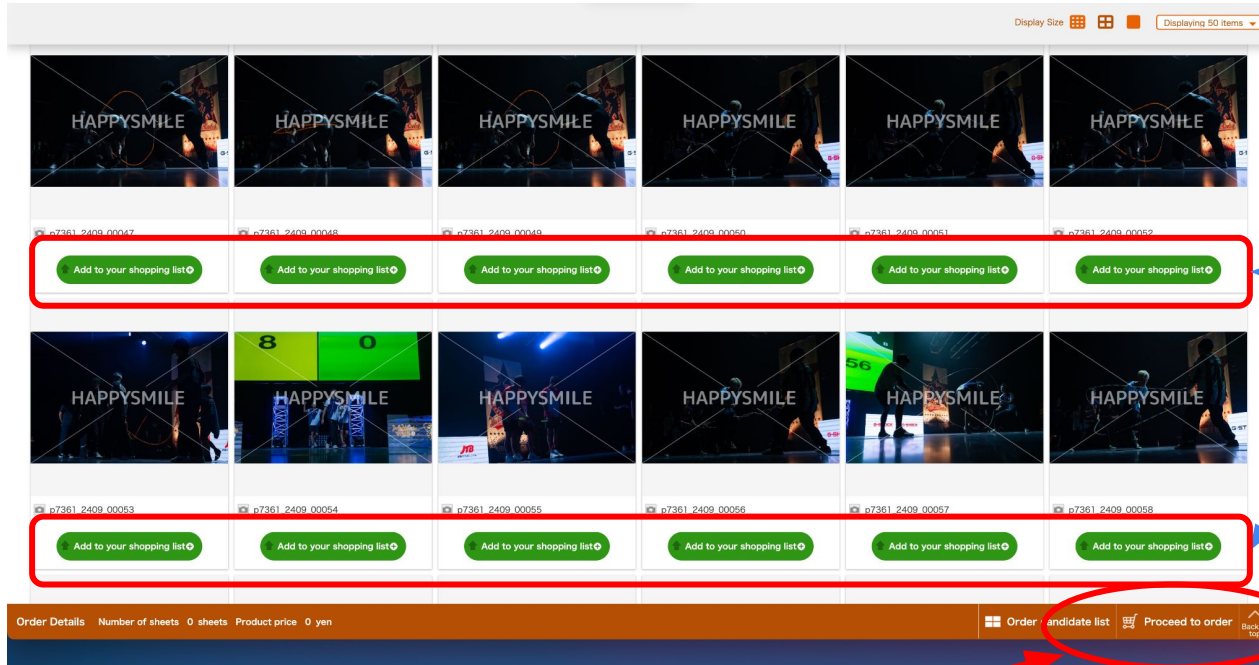 Display Size
Displaying 50 items
HAPPYSMILE
HAPPYSMILE
HAPPYSMILE
HAPPYSMILE
HAPPYSMILE
HAPPYSMILE
p7361_2409_00047
p7361_2409_00048
p7361_2409_00049
p7361_2409_00050
p7361_2409_00051
p7361_2409_00052
Add to your shopping list
Add to your shopping list
Add to your shopping list
Add to your shopping list
Add to your shopping list
Add to your shopping list
8 0
56
HAPPYSMILE
HAPPYSMILE
HAPPYSMILE
HAPPYSMILE
HAPPYSMILE
HAPPYSMILE
JTB
p7361_2409_00053
p7361_2409_00054
p7361_2409_00055
p7361_2409_00056
p7361_2409_00057
p7361_2409_00058
Add to your shopping list
Add to your shopping list
Add to your shopping list
Add to your shopping list
Add to your shopping list
Add to your shopping list
Order Details Number of sheets 0 sheets Product price 0 yen
Order candidate list
Proceed to order
Back
top